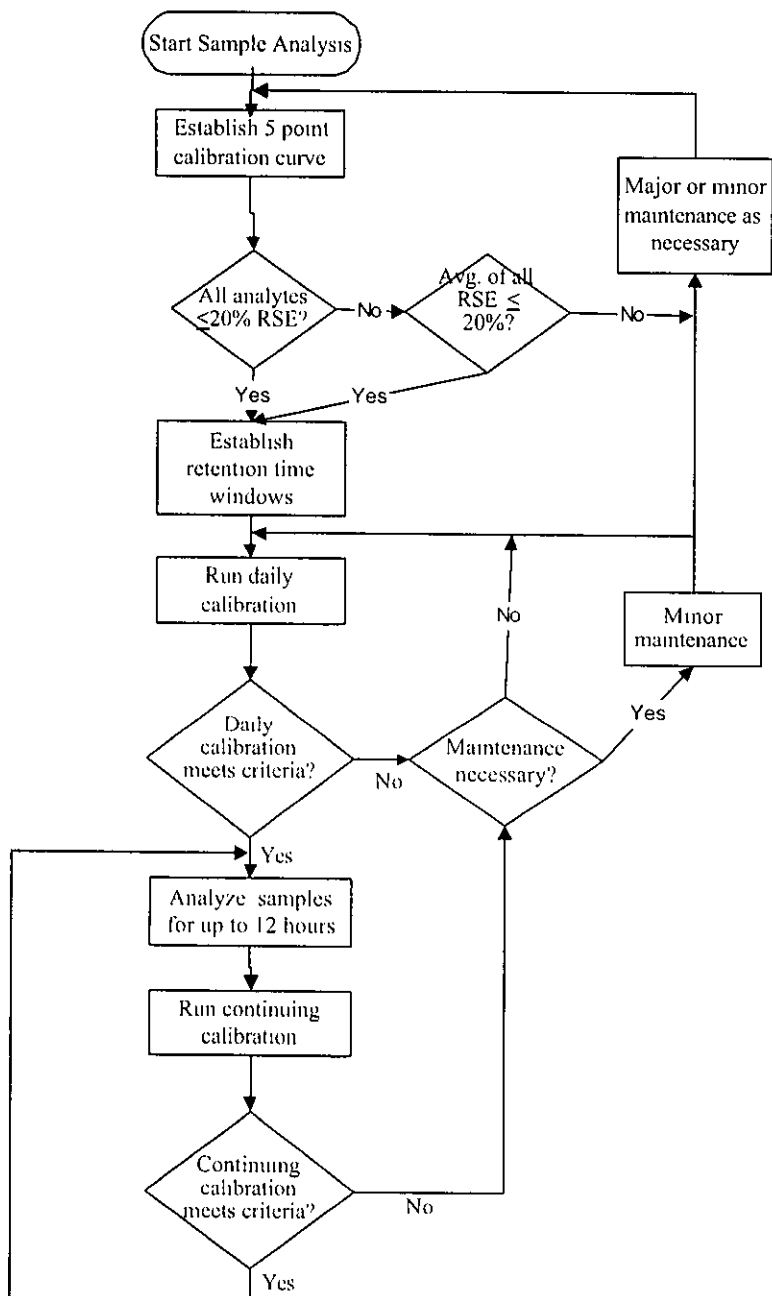 Start Sample Analysis
Establish 5 point
calibration curve
Major or minor
maintenance as
necessary
All analytes
≤20% RSE?
No
Avg. of all
RSE ≤
20%?
No
Yes
Yes
Establish
retention time
windows
Run daily
calibration
No
Minor
maintenance
Daily
calibration
meets criteria?
No
Maintenance
necessary?
Yes
Yes
Analyze samples
for up to 12 hours
Run continuing
calibration
Continuing
calibration
meets criteria?
No
Yes